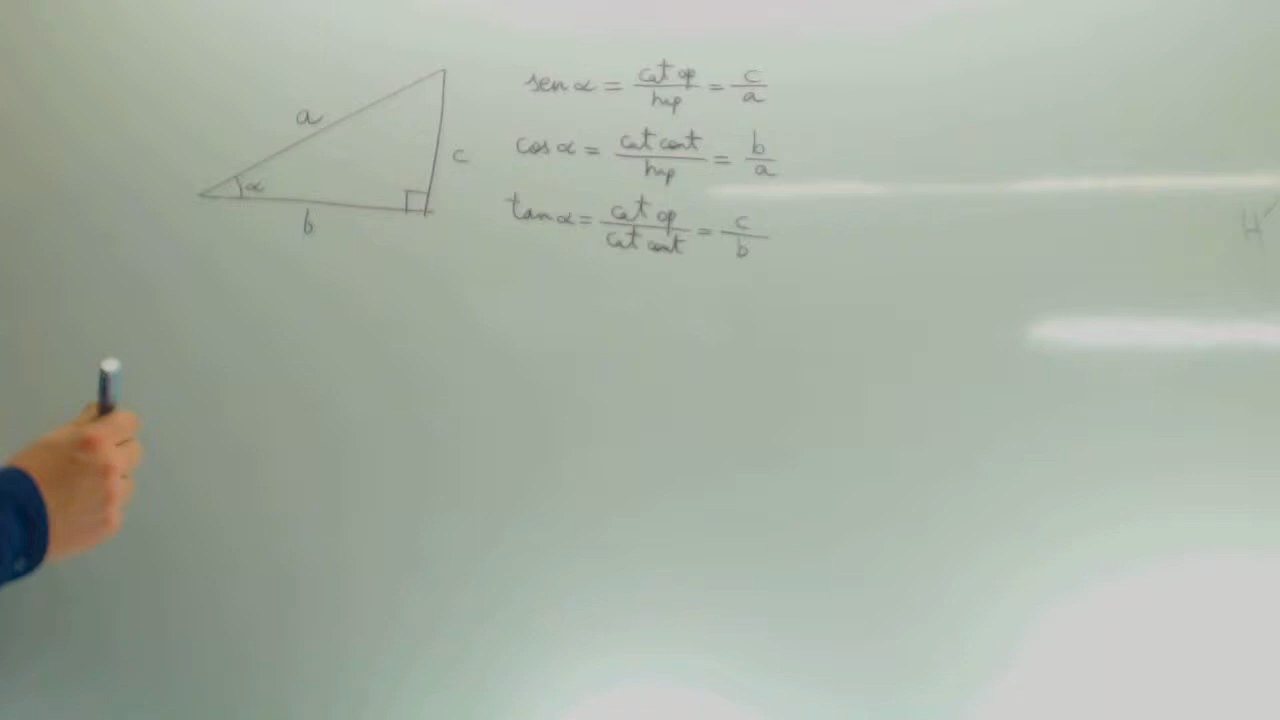 a
c
α
b
sen α = cat op / hip = c / a
cos α = cat cont / hip = b / a
tan α = cat op / cat cont = c / b
H